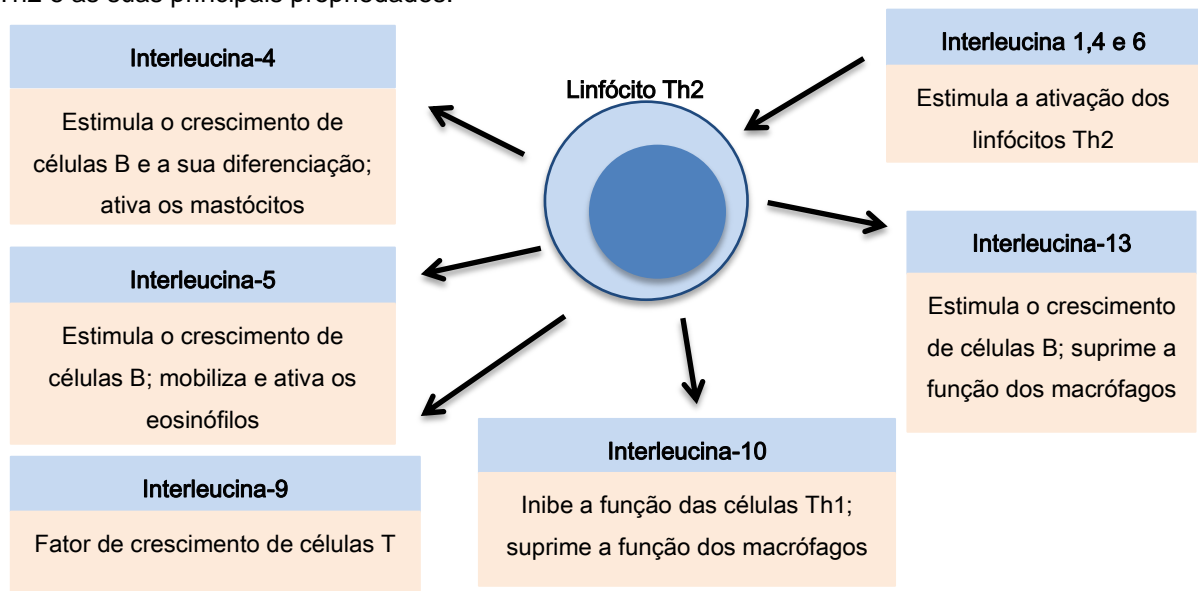 Th2 e as suas principais propriedades.
Interleucina-4
Estimula o crescimento de
células B e a sua diferenciação;
ativa os mastócitos
Interleucina-5
Estimula o crescimento de
células B; mobiliza e ativa os
eosinófilos
Interleucina-9
Fator de crescimento de células T
Linfócito Th2
Interleucina-10
Inibe a função das células Th1;
suprime a função dos macrófagos
Interleucina 1,4 e 6
Estimula a ativação dos
linfócitos Th2
Interleucina-13
Estimula o crescimento
de células B; suprime a
função dos macrófagos